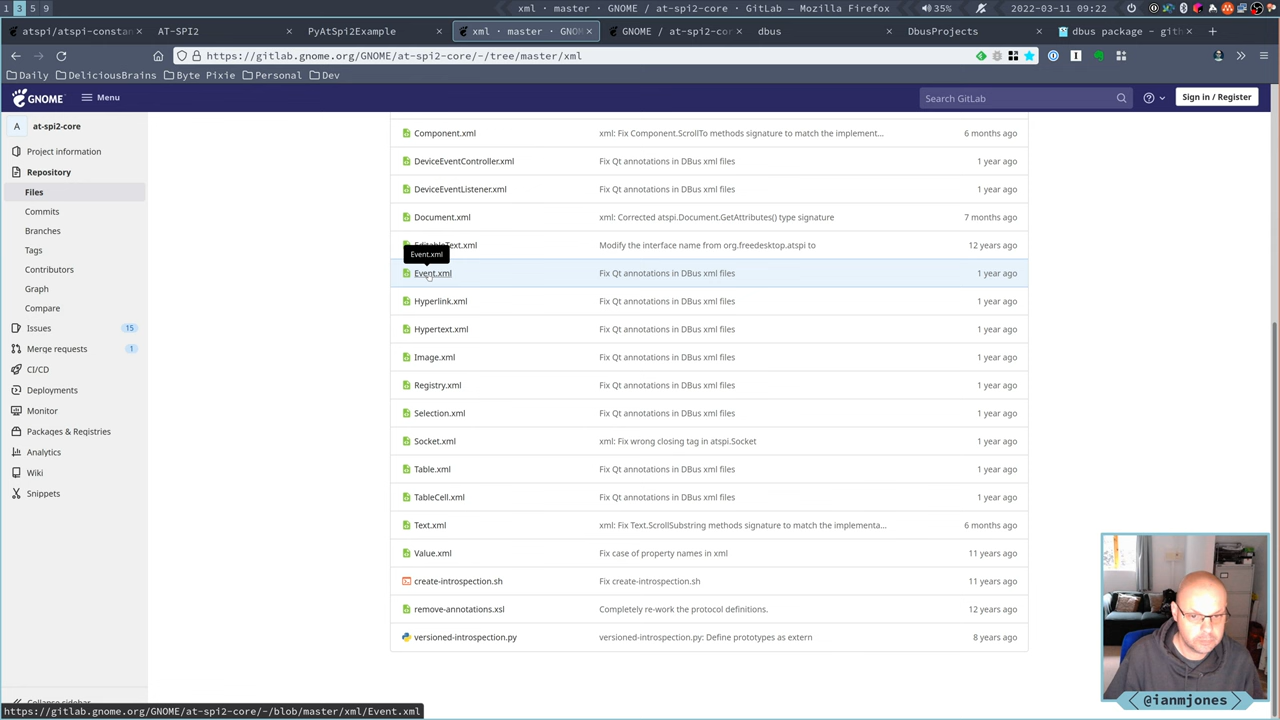 1 3 5 9
xml · master · GNOME / at-spi2-core · GitLab — Mozilla Firefox
35%
2022-03-11 09:22
atspi/atspi-constan
AT-SPI2
PyAtSpi2Example
xml · master · GNOM
GNOME / at-spi2-cor
dbus
DbusProjects
dbus package - gith
https://gitlab.gnome.org/GNOME/at-spi2-core/-/tree/master/xml
Daily
DeliciousBrains
Byte Pixie
Personal
Dev
GNOME
Menu
Search GitLab
Sign in / Register
A at-spi2-core
Project information
Repository
Files
Commits
Branches
Tags
Contributors
Graph
Compare
Issues 15
Merge requests 1
CI/CD
Deployments
Monitor
Packages & Registries
Analytics
Wiki
Snippets
Collapse sidebar
Component.xml xml: Fix Component.ScrollTo methods signature to match the implement... 6 months ago
DeviceEventController.xml Fix Qt annotations in DBus xml files 1 year ago
DeviceEventListener.xml Fix Qt annotations in DBus xml files 1 year ago
Document.xml xml: Corrected atspi.Document.GetAttributes() type signature 7 months ago
EditableText.xml Modify the interface name from org.freedesktop.atspi to 12 years ago
Event.xml
Event.xml Fix Qt annotations in DBus xml files 1 year ago
Hyperlink.xml Fix Qt annotations in DBus xml files 1 year ago
Hypertext.xml Fix Qt annotations in DBus xml files 1 year ago
Image.xml Fix Qt annotations in DBus xml files 1 year ago
Registry.xml Fix Qt annotations in DBus xml files 1 year ago
Selection.xml Fix Qt annotations in DBus xml files 1 year ago
Socket.xml xml: Fix wrong closing tag in atspi.Socket 1 year ago
Table.xml Fix Qt annotations in DBus xml files 1 year ago
TableCell.xml Fix Qt annotations in DBus xml files 1 year ago
Text.xml xml: Fix Text.ScrollSubstring methods signature to match the implementa... 6 months ago
Value.xml Fix case of property names in xml 11 years ago
create-introspection.sh Fix create-introspection.sh 11 years ago
remove-annotations.xsl Completely re-work the protocol definitions. 12 years ago
versioned-introspection.py versioned-introspection.py: Define prototypes as extern 8 years ago
https://gitlab.gnome.org/GNOME/at-spi2-core/-/blob/master/xml/Event.xml
@ianmjones